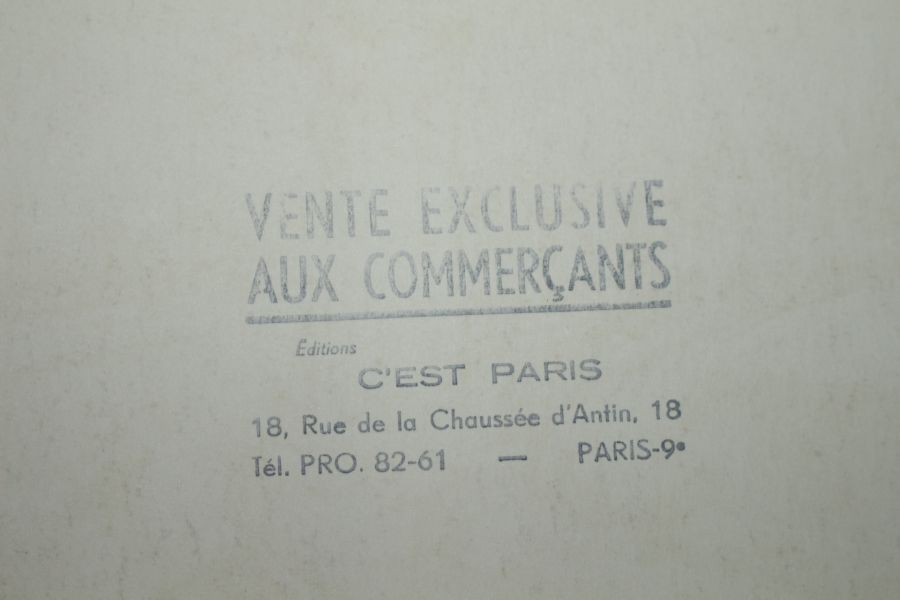 VENTE EXCLUSIVE
AUX COMMERÇANTS
Éditions
C'EST PARIS
18, Rue de la Chaussée d'Antin, 18
Tél. PRO. 82-61 — PARIS-9e